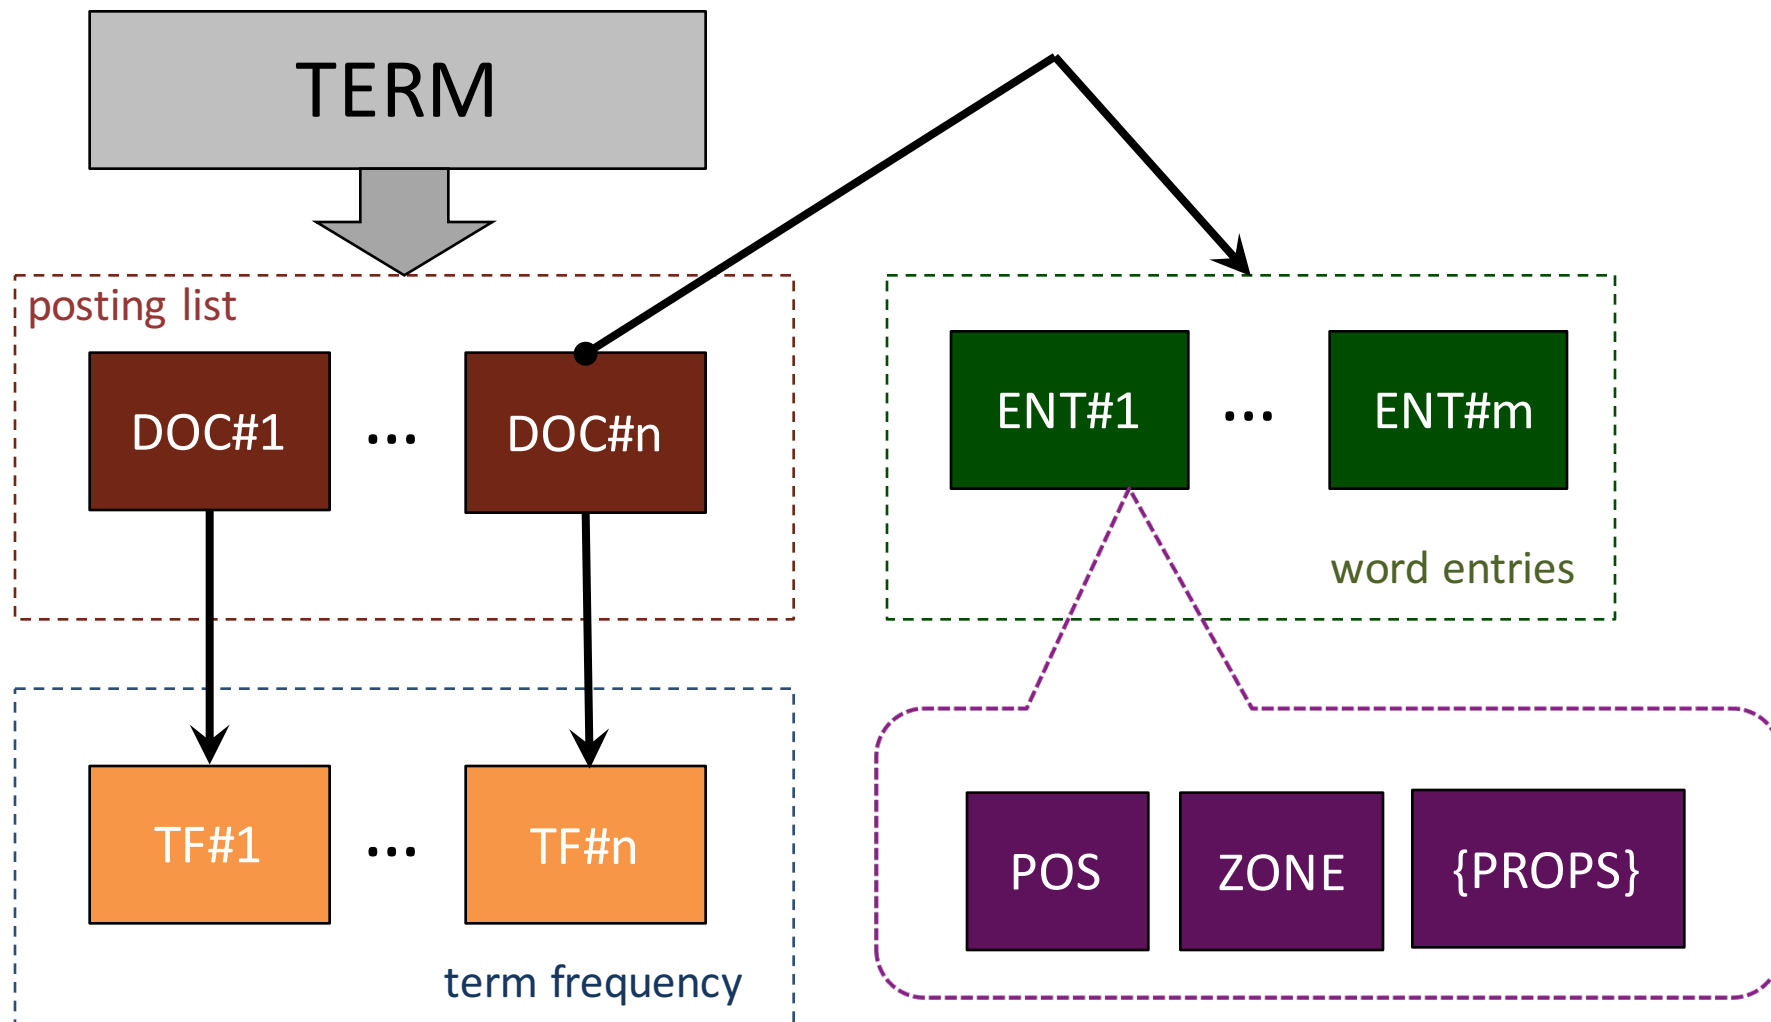 TERM
posting list
DOC#1 ... DOC#n
TF#1 ... TF#n
term frequency
ENT#1 ... ENT#m
word entries
POS ZONE {PROPS}